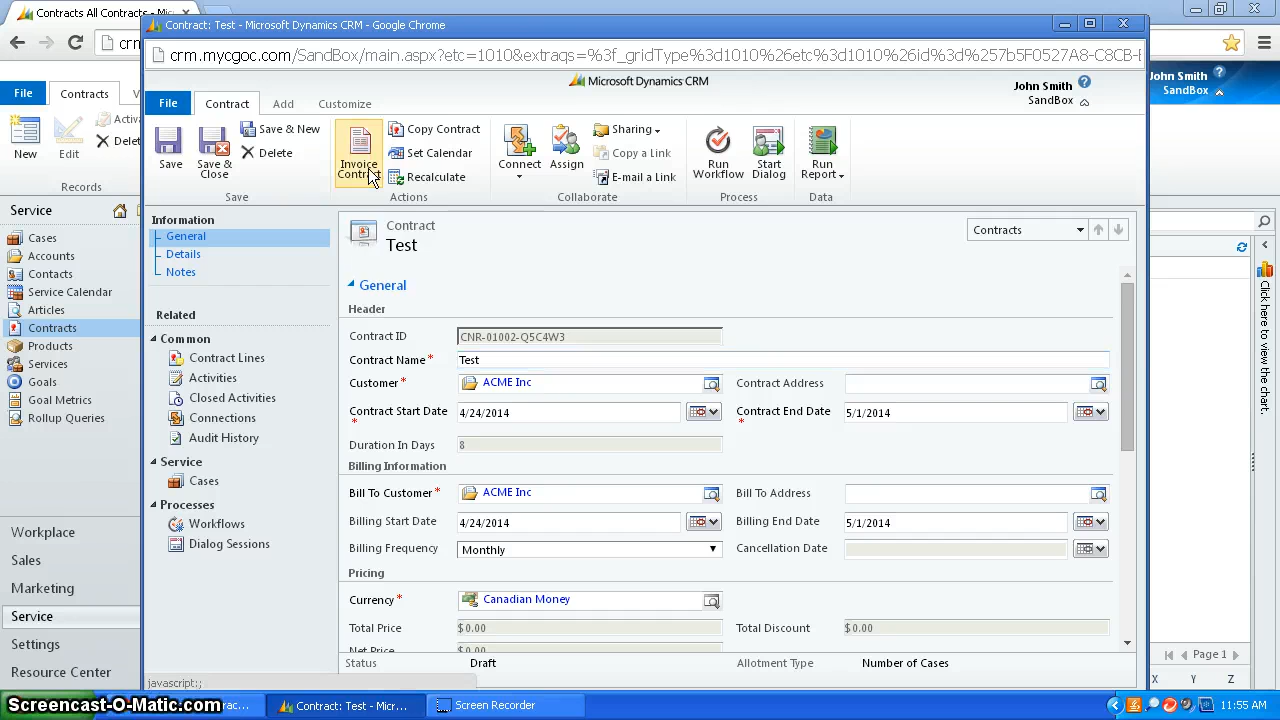 Contracts All Contracts - M
Contract: Test - Microsoft Dynamics CRM - Google Chrome
crm.mycgoc.com/SandBox/main.aspx?etc=1010&extraqs=%3f_gridType%3d1010%26etc%3d1010%26id%3d%257b5F0527A8-C8CB-E
crm
Microsoft Dynamics CRM
John Smith
SandBox
John Smith
SandBox
File
Contracts
File
Contract
Add
Customize
New
Edit
Activa
Delet
Records
Save
Save & Close
Save & New
Delete
Save
Invoice Contract
Copy Contract
Set Calendar
Recalculate
Actions
Connect
Assign
Sharing
Copy a Link
E-mail a Link
Collaborate
Run Workflow
Start Dialog
Process
Run Report
Data
Service
Cases
Accounts
Contacts
Service Calendar
Articles
Contracts
Products
Services
Goals
Goal Metrics
Rollup Queries
Workplace
Sales
Marketing
Service
Settings
Resource Center
Information
General
Details
Notes
Related
Common
Contract Lines
Activities
Closed Activities
Connections
Audit History
Service
Cases
Processes
Workflows
Dialog Sessions
Contract
Test
Contracts
General
Header
Contract ID CNR-01002-Q5C4W3
Contract Name * Test
Customer * ACME Inc Contract Address
Contract Start Date * 4/24/2014 Contract End Date * 5/1/2014
Duration In Days 8
Billing Information
Bill To Customer * ACME Inc Bill To Address
Billing Start Date 4/24/2014 Billing End Date 5/1/2014
Billing Frequency Monthly Cancellation Date
Pricing
Currency * Canadian Money
Total Price $0.00 Total Discount $0.00
Net Price $0.00
Status Draft Allotment Type Number of Cases
Click here to view the chart.
Page 1
X Y Z
javascript:;
Screencast-O-Matic.com
Contract: Test - Micr...
Screen Recorder
11:55 AM